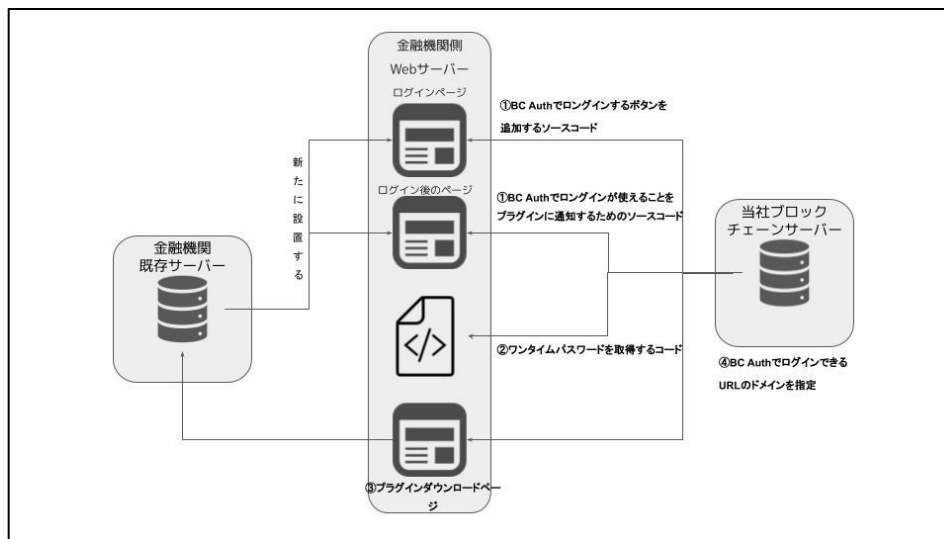 金融機関側
Webサーバー
ログインページ
①BC Authでロングインするボタンを
追加するソースコード
新たに設置する
ログイン後のページ
①BC Authでロングインが使えることを
プラグインに通知するためのソースコード
金融機関
既存サーバー
当社ブロック
チェーンサーバー
②ワンタイムパスワードを取得するコード
④BC Authでログインできる
URLのドメインを指定
③プラグインダウンロードペー
ジ